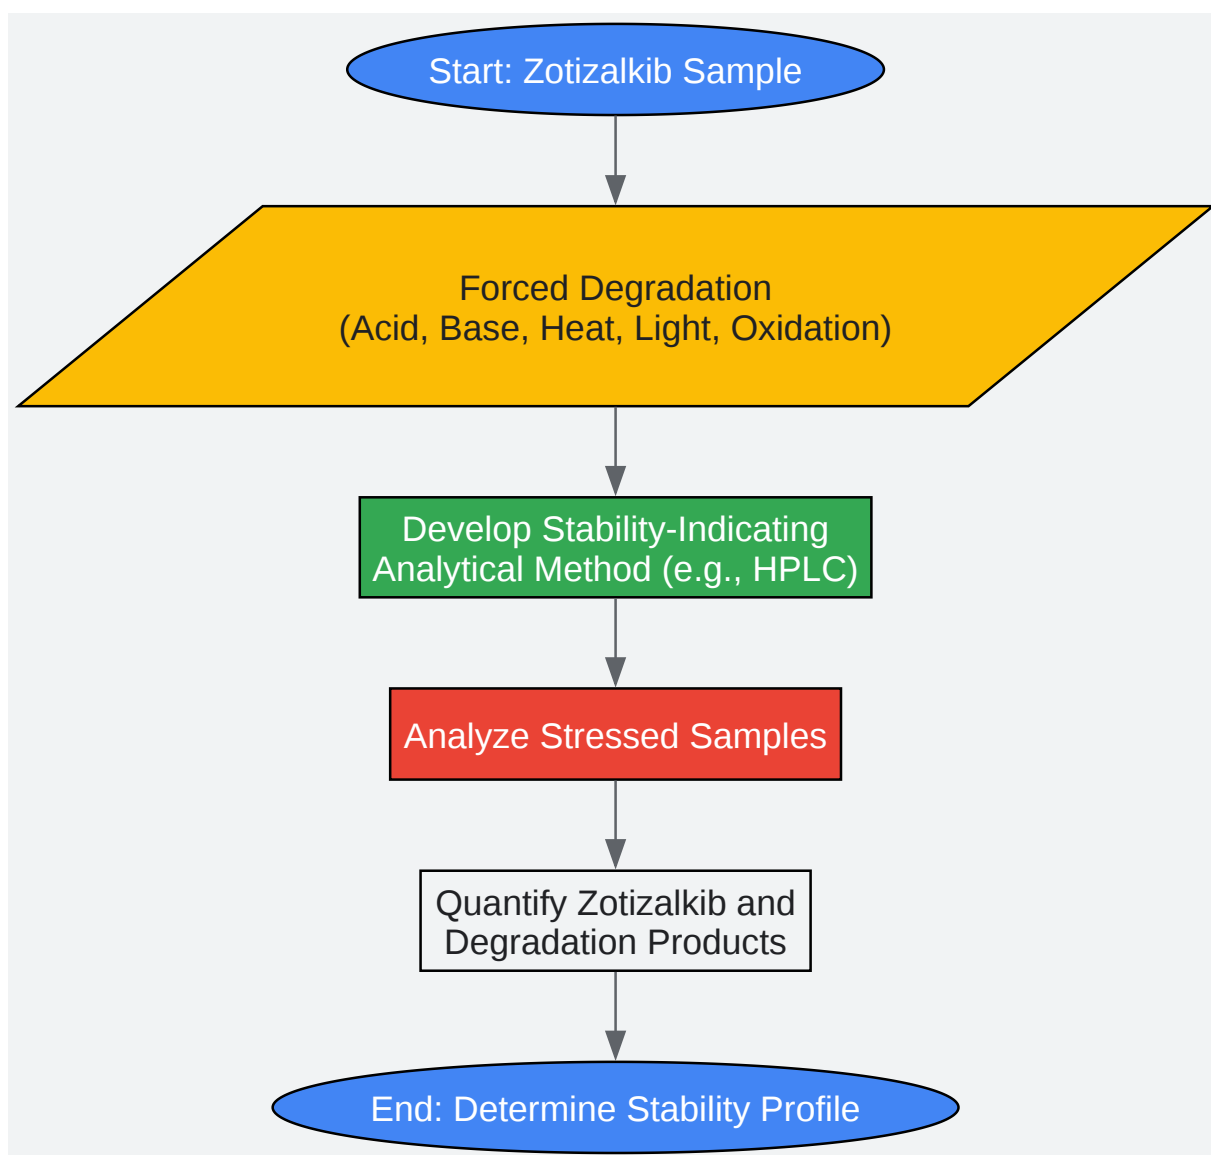 Start: Zotizalkib Sample
Forced Degradation
(Acid, Base, Heat, Light, Oxidation)
Develop Stability-Indicating
Analytical Method (e.g., HPLC)
Analyze Stressed Samples
Quantify Zotizalkib and
Degradation Products
End: Determine Stability Profile